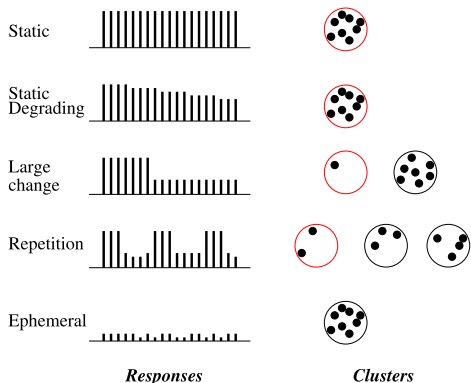 Static
Static
Degrading
Large
change
Repetition
Ephemeral
Responses Clusters